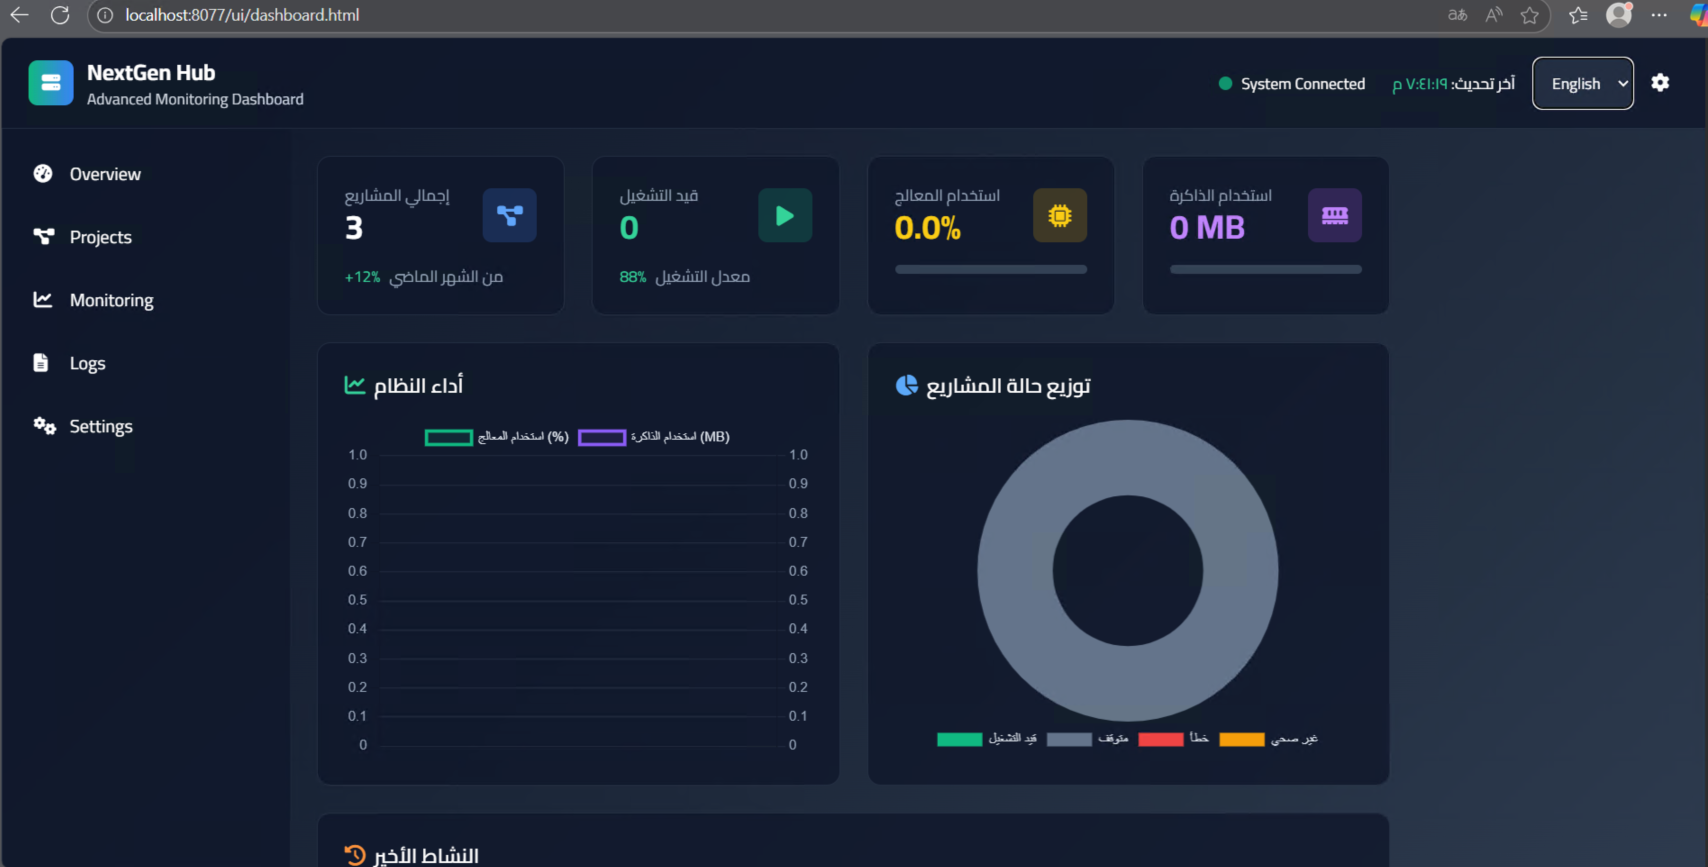 localhost:8077/ui/dashboard.html
NextGen Hub
Advanced Monitoring Dashboard
System Connected
آخر تحديث: ٧:٤١:١٩ م
English
Overview
Projects
Monitoring
Logs
Settings
إجمالي المشاريع
3
+12% من الشهر الماضي
قيد التشغيل
0
88% معدل التشغيل
استخدام المعالج
0.0%
استخدام الذاكرة
0 MB
أداء النظام
استخدام المعالج (%)
استخدام الذاكرة (MB)
1.0 1.0
0.9 0.9
0.8 0.8
0.7 0.7
0.6 0.6
0.5 0.5
0.4 0.4
0.3 0.3
0.2 0.2
0.1 0.1
0 0
توزيع حالة المشاريع
قيد التشغيل
متوقف
خطأ
غير صحي
النشاط الأخير